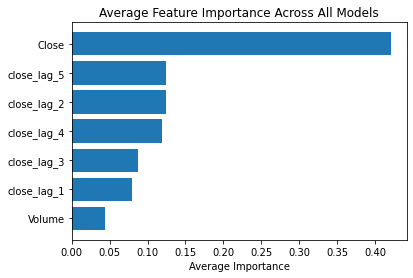 Average Feature Importance Across All Models
Close
close_lag_5
close_lag_2
close_lag_4
close_lag_3
close_lag_1
Volume
0.00 0.05 0.10 0.15 0.20 0.25 0.30 0.35 0.40
Average Importance